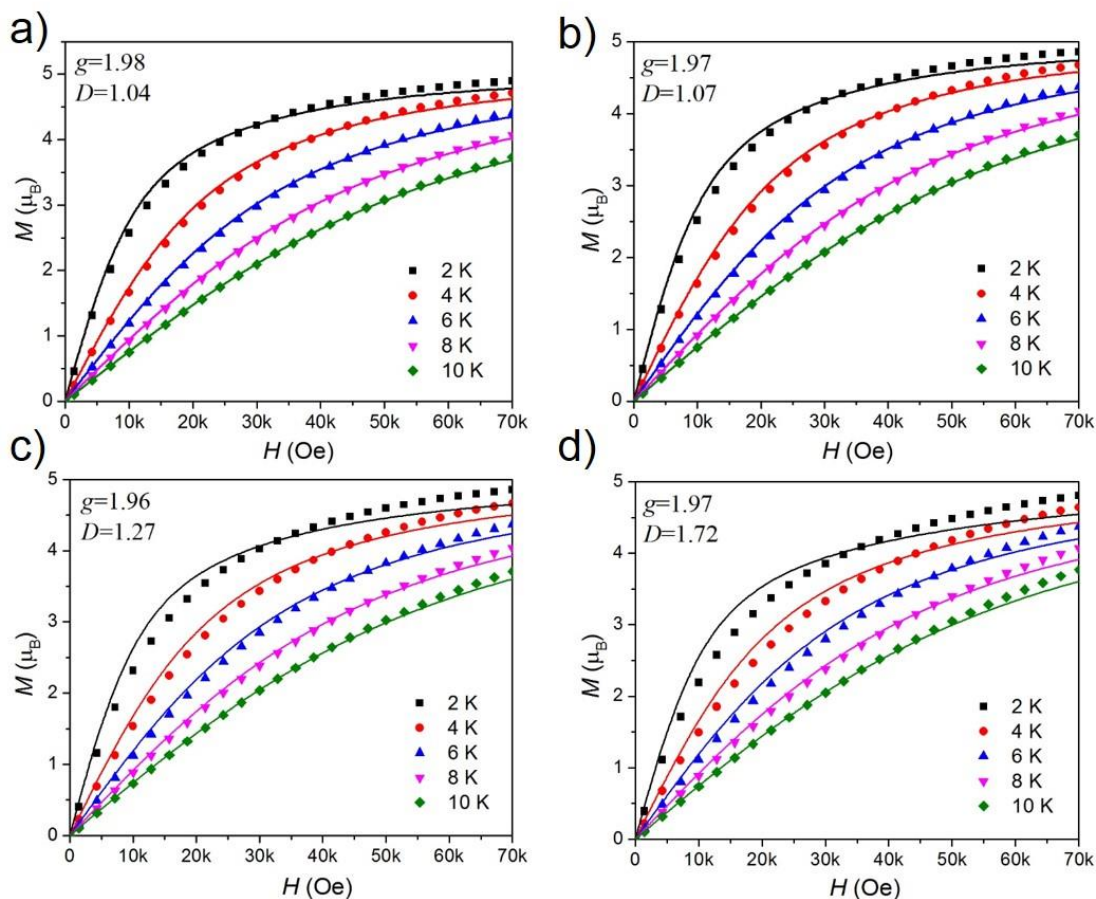 a)
g=1.98
D=1.04
5
4
3
2
1
0
M (μB)
2 K
4 K
6 K
8 K
10 K
0 10k 20k 30k 40k 50k 60k 70k
H (Oe)
b)
g=1.97
D=1.07
5
4
3
2
1
0
M (μB)
2 K
4 K
6 K
8 K
10 K
0 10k 20k 30k 40k 50k 60k 70k
H (Oe)
c)
g=1.96
D=1.27
5
4
3
2
1
0
M (μB)
2 K
4 K
6 K
8 K
10 K
0 10k 20k 30k 40k 50k 60k 70k
H (Oe)
d)
g=1.97
D=1.72
5
4
3
2
1
0
M (μB)
2 K
4 K
6 K
8 K
10 K
0 10k 20k 30k 40k 50k 60k 70k
H (Oe)